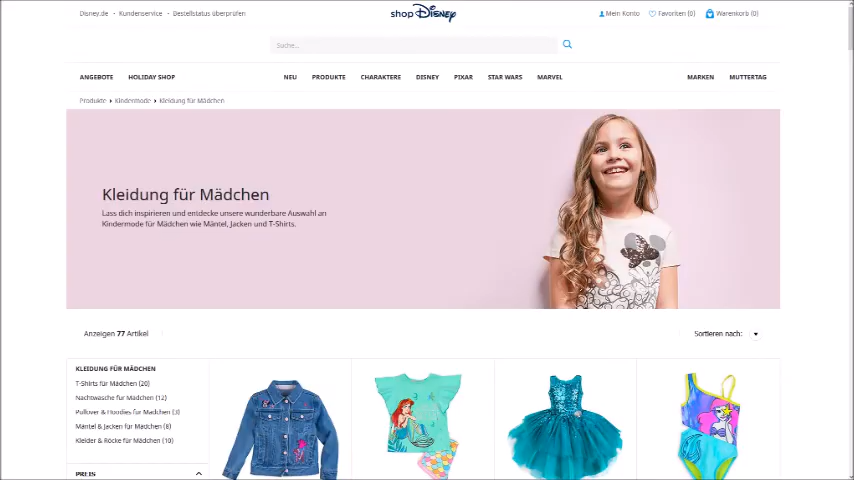 Disney.de
Kundenservice
Bestellstatus überprüfen
shop Disney
Mein Konto
Favoriten (0)
Warenkorb (0)
Suche...
ANGEBOTE
HOLIDAY SHOP
NEU
PRODUKTE
CHARAKTERE
DISNEY
PIXAR
STAR WARS
MARVEL
MARKEN
MUTTERTAG
Produkte
Kindermode
Kleidung für Mädchen
Kleidung für Mädchen
Lass dich inspirieren und entdecke unsere wunderbare Auswahl an
Kindermode für Mädchen wie Mäntel, Jacken und T-Shirts.
Anzeigen 77 Artikel
Sortieren nach:
KLEIDUNG FÜR MÄDCHEN
T-Shirts für Mädchen (20)
Nachtwäsche für Mädchen (12)
Pullover & Hoodies für Mädchen (3)
Mäntel & Jacken für Mädchen (8)
Kleider & Röcke für Mädchen (10)
PREIS